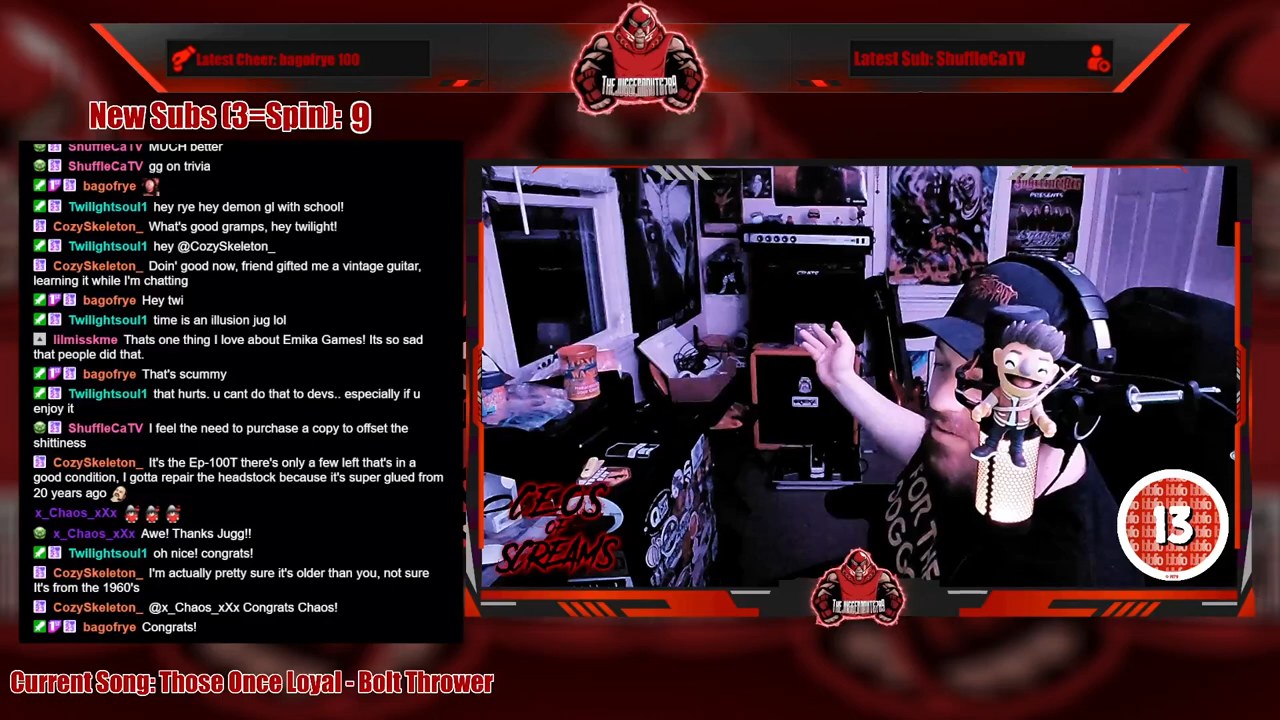 Latest Cheer: bagofrye 100
Latest Sub: ShuffleCaTV
THEJUGGERNAUT6789
New Subs (3=Spin): 9
ShuffleCaTV MUCH better
ShuffleCaTV gg on trivia
bagofrye
Twilightsoul1 hey rye hey demon gl with school!
CozySkeleton_ What's good gramps, hey twilight!
Twilightsoul1 hey @CozySkeleton_
CozySkeleton_ Doin' good now, friend gifted me a vintage guitar,
learning it while I'm chatting
bagofrye Hey twi
Twilightsoul1 time is an illusion jug lol
lilmisskme Thats one thing I love about Emika Games! Its so sad
that people did that.
bagofrye That's scummy
Twilightsoul1 that hurts. u cant do that to devs.. especially if u
enjoy it
ShuffleCaTV I feel the need to purchase a copy to offset the
shittiness
CozySkeleton_ It's the Ep-100T there's only a few left that's in a
good condition, I gotta repair the headstock because it's super glued from
20 years ago
x_Chaos_xXx
x_Chaos_xXx Awe! Thanks Jugg!!
Twilightsoul1 oh nice! congrats!
CozySkeleton_ I'm actually pretty sure it's older than you, not sure
It's from the 1960's
CozySkeleton_ @x_Chaos_xXx Congrats Chaos!
bagofrye Congrats!
PRESENTS
CRATE
CEOS
OF
SCREAMS
13
Current Song: Those Once Loyal - Bolt Thrower